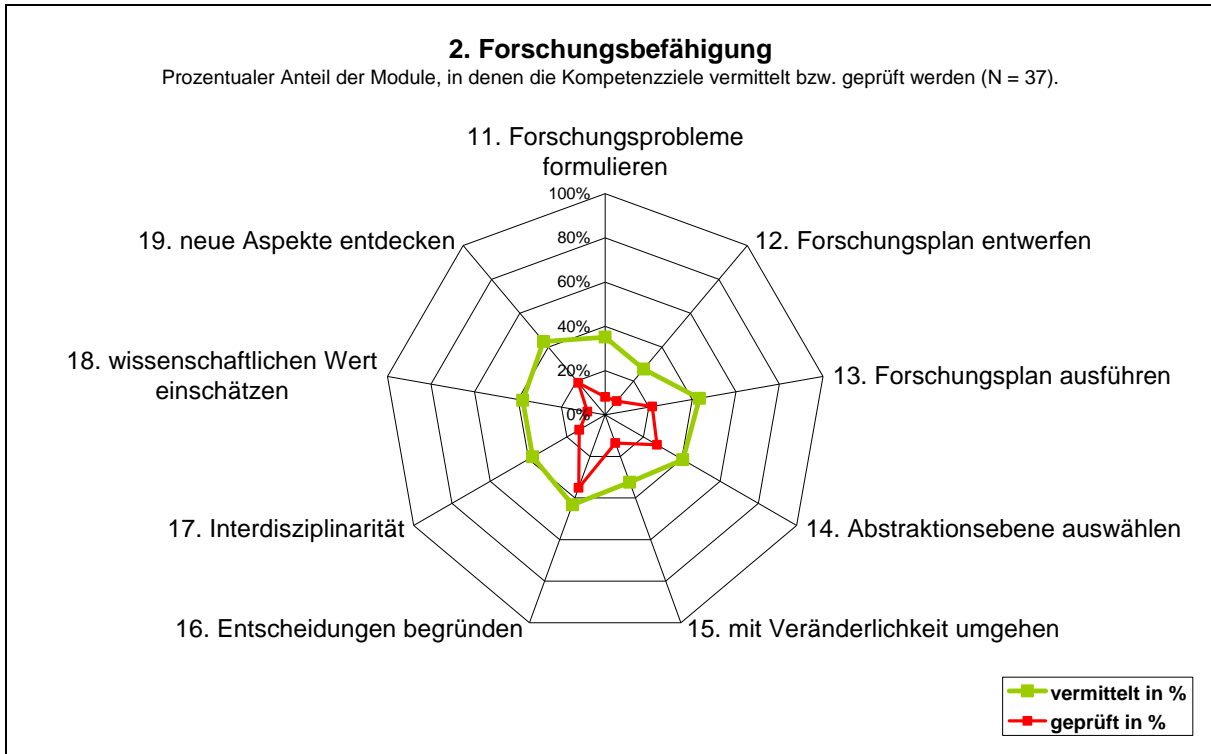 2. Forschungsbefähigung
Prozentualer Anteil der Module, in denen die Kompetenzziele vermittelt bzw. geprüft werden (N = 37).
11. Forschungsprobleme
formulieren
100%
80%
60%
40%
20%
0%
12. Forschungsplan entwerfen
13. Forschungsplan ausführen
14. Abstraktionsebene auswählen
15. mit Veränderlichkeit umgehen
16. Entscheidungen begründen
17. Interdisziplinarität
18. wissenschaftlichen Wert
einschätzen
19. neue Aspekte entdecken
vermittelt in %
geprüft in %